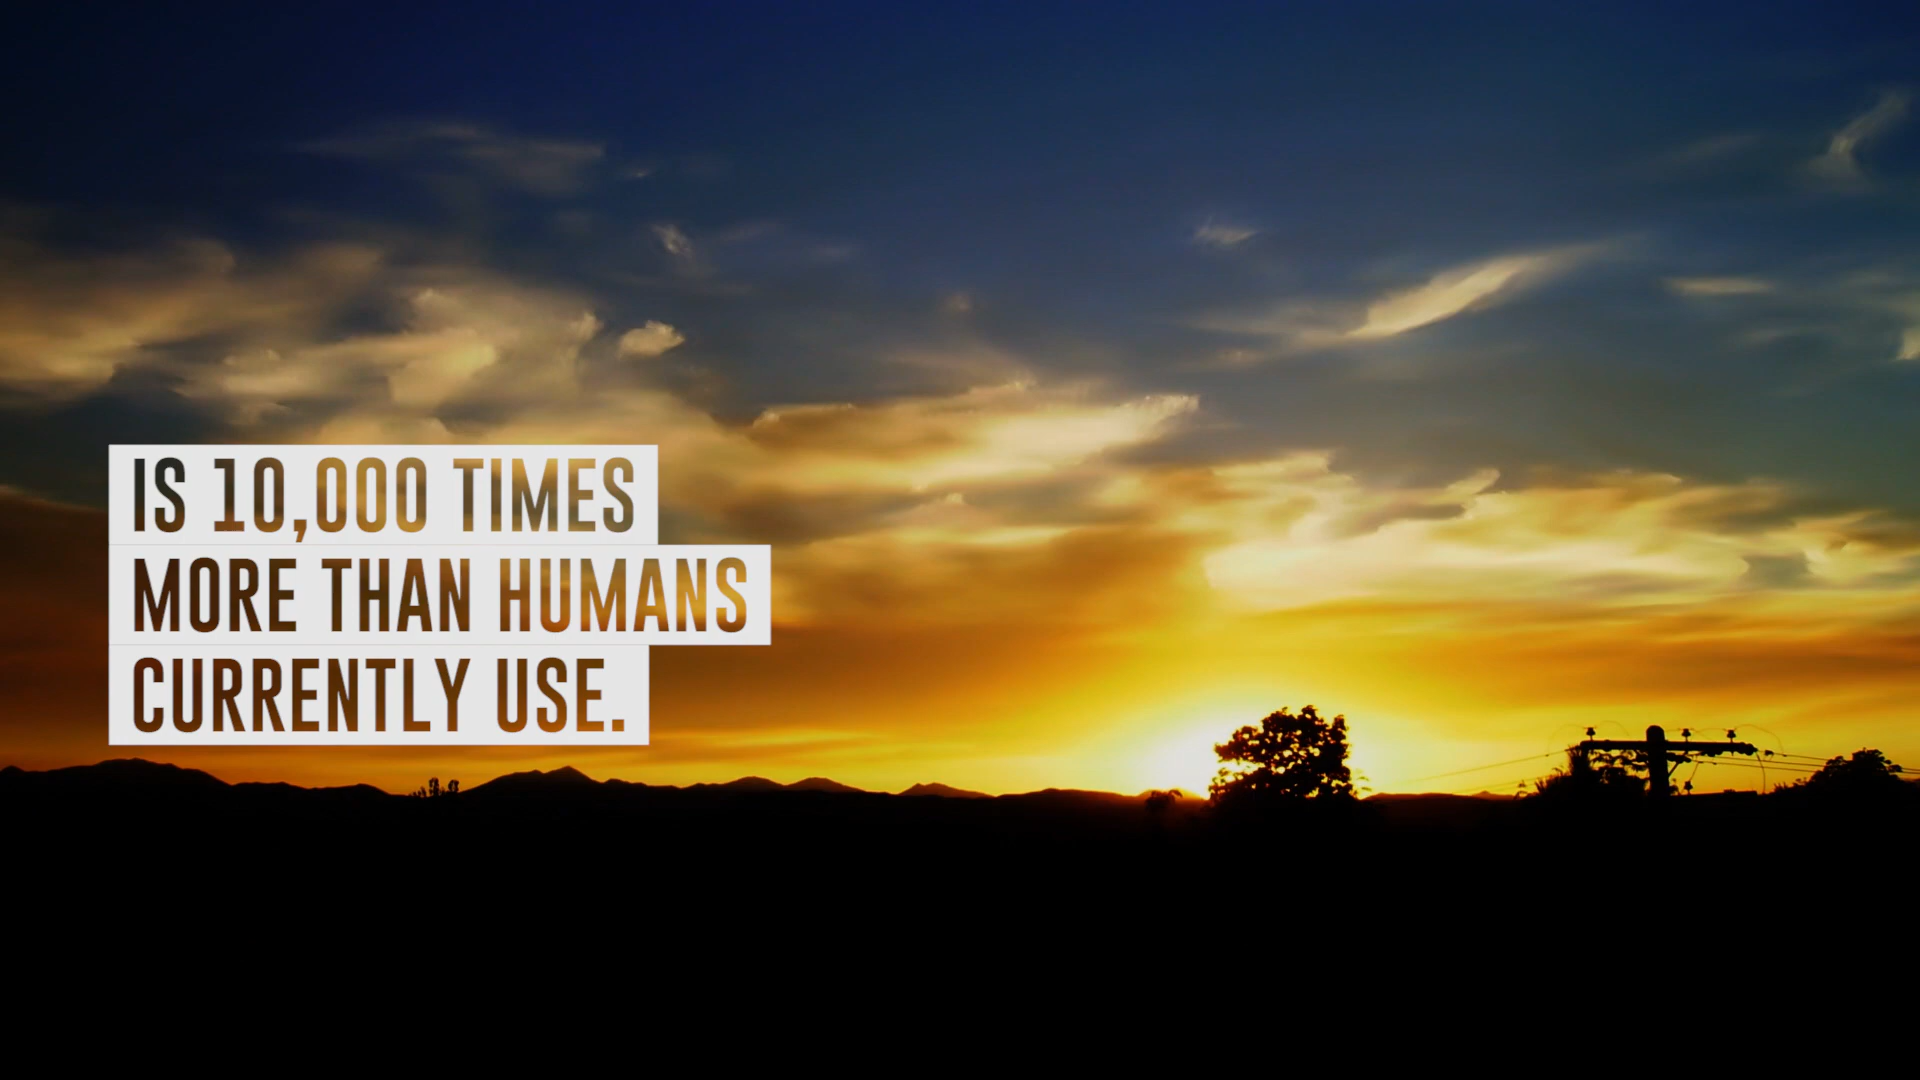 IS 10,000 TIMES
MORE THAN HUMANS
CURRENTLY USE.